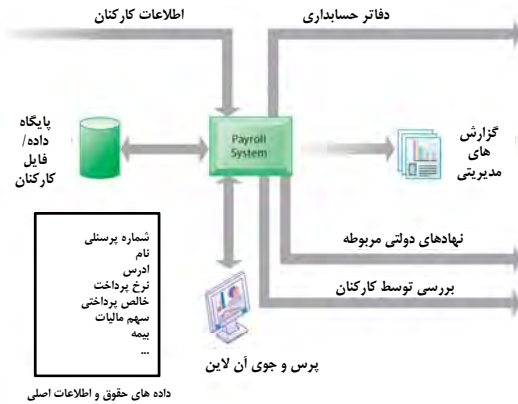 اطلاعات کارکنان
دفاتر حسابداری
پایگاه
داده/
فایل
کارکنان
Payroll
System
گزارش
های
مدیریتی
نهادهای دولتی مربوطه
بررسی توسط کارکنان
شماره پرسنلی
نام
ادرس
نرخ پرداخت
خالص پرداختی
سهم مالیات
بیمه
...
پرس و جوی آن لاین
داده های حقوق و اطلاعات اصلی